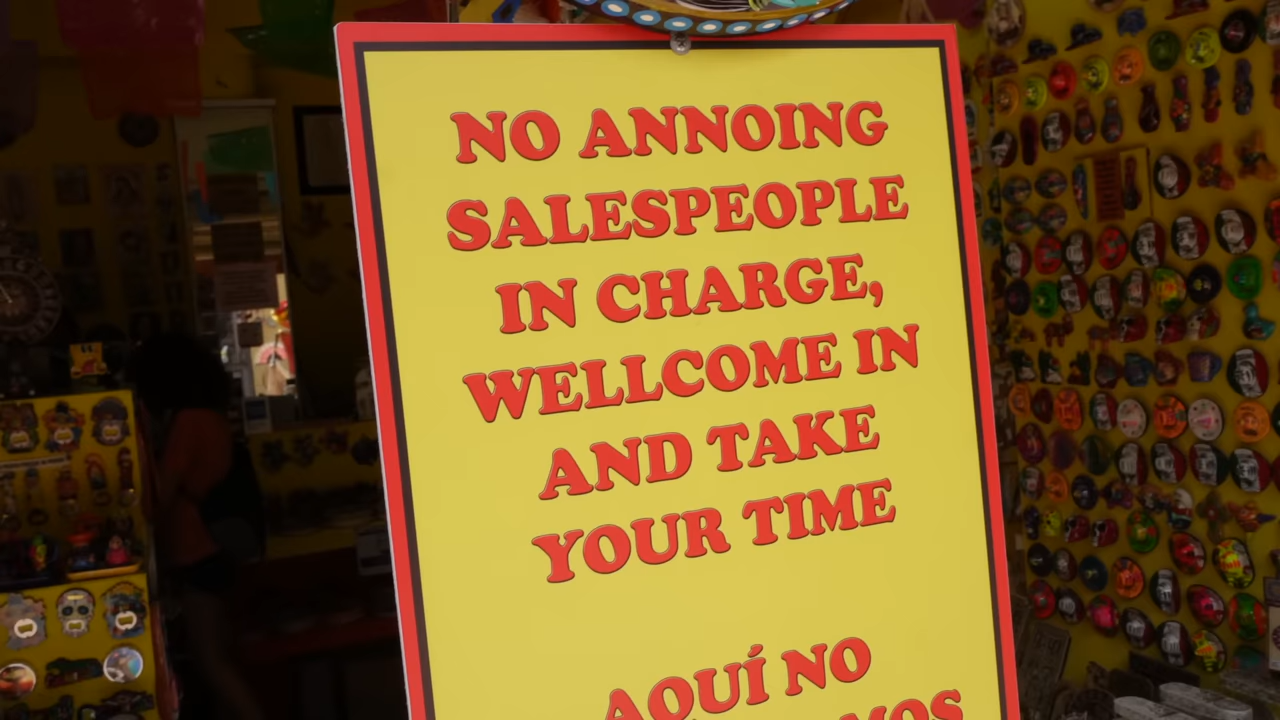 NO ANNOING
SALESPEOPLE
IN CHARGE,
WELLCOME IN
AND TAKE
YOUR TIME
AQUÍ NO